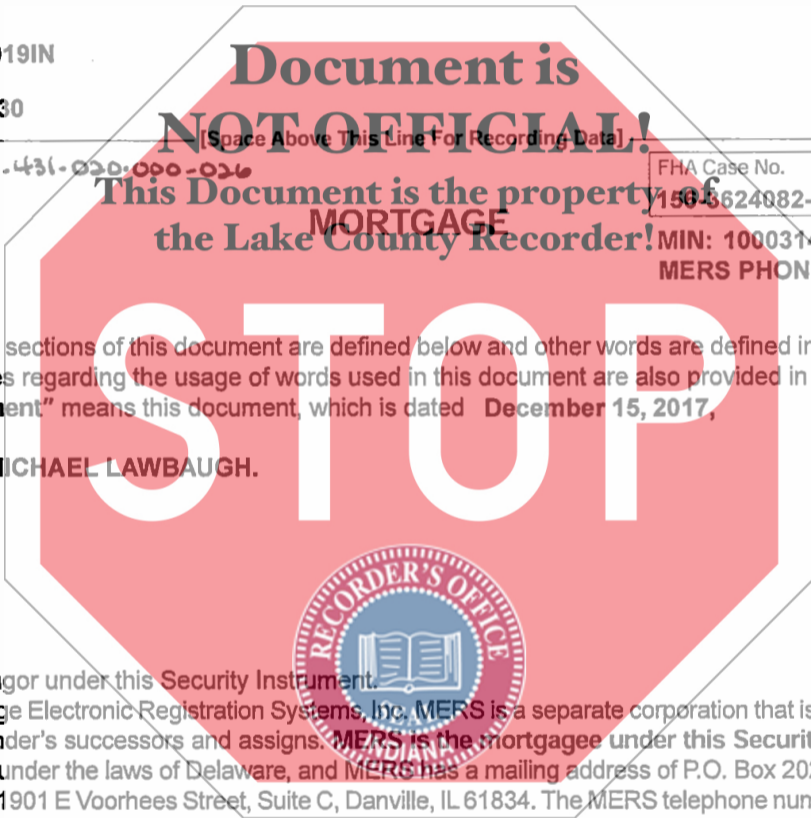 19IN
Document is
30
NOT OFFICIAL!
[Space Above This Line For Recording Data]
.431-020.000-026
FHA Case No.
This Document is the property of
156-3624082-
MORTGAGE
the Lake County Recorder!
MIN: 1000314
MERS PHON
STOP
sections of this document are defined below and other words are defined in
s regarding the usage of words used in this document are also provided in
ent" means this document, which is dated December 15, 2017,
ICHAEL LAWBAUGH.
RECORDER'S OFFICE
INDIANA
gor under this Security Instrument.
ge Electronic Registration Systems, Inc. MERS is a separate corporation that is
der's successors and assigns. MERS is the mortgagee under this Securit
under the laws of Delaware, and MERS has a mailing address of P.O. Box 202
1901 E Voorhees Street, Suite C, Danville, IL 61834. The MERS telephone num